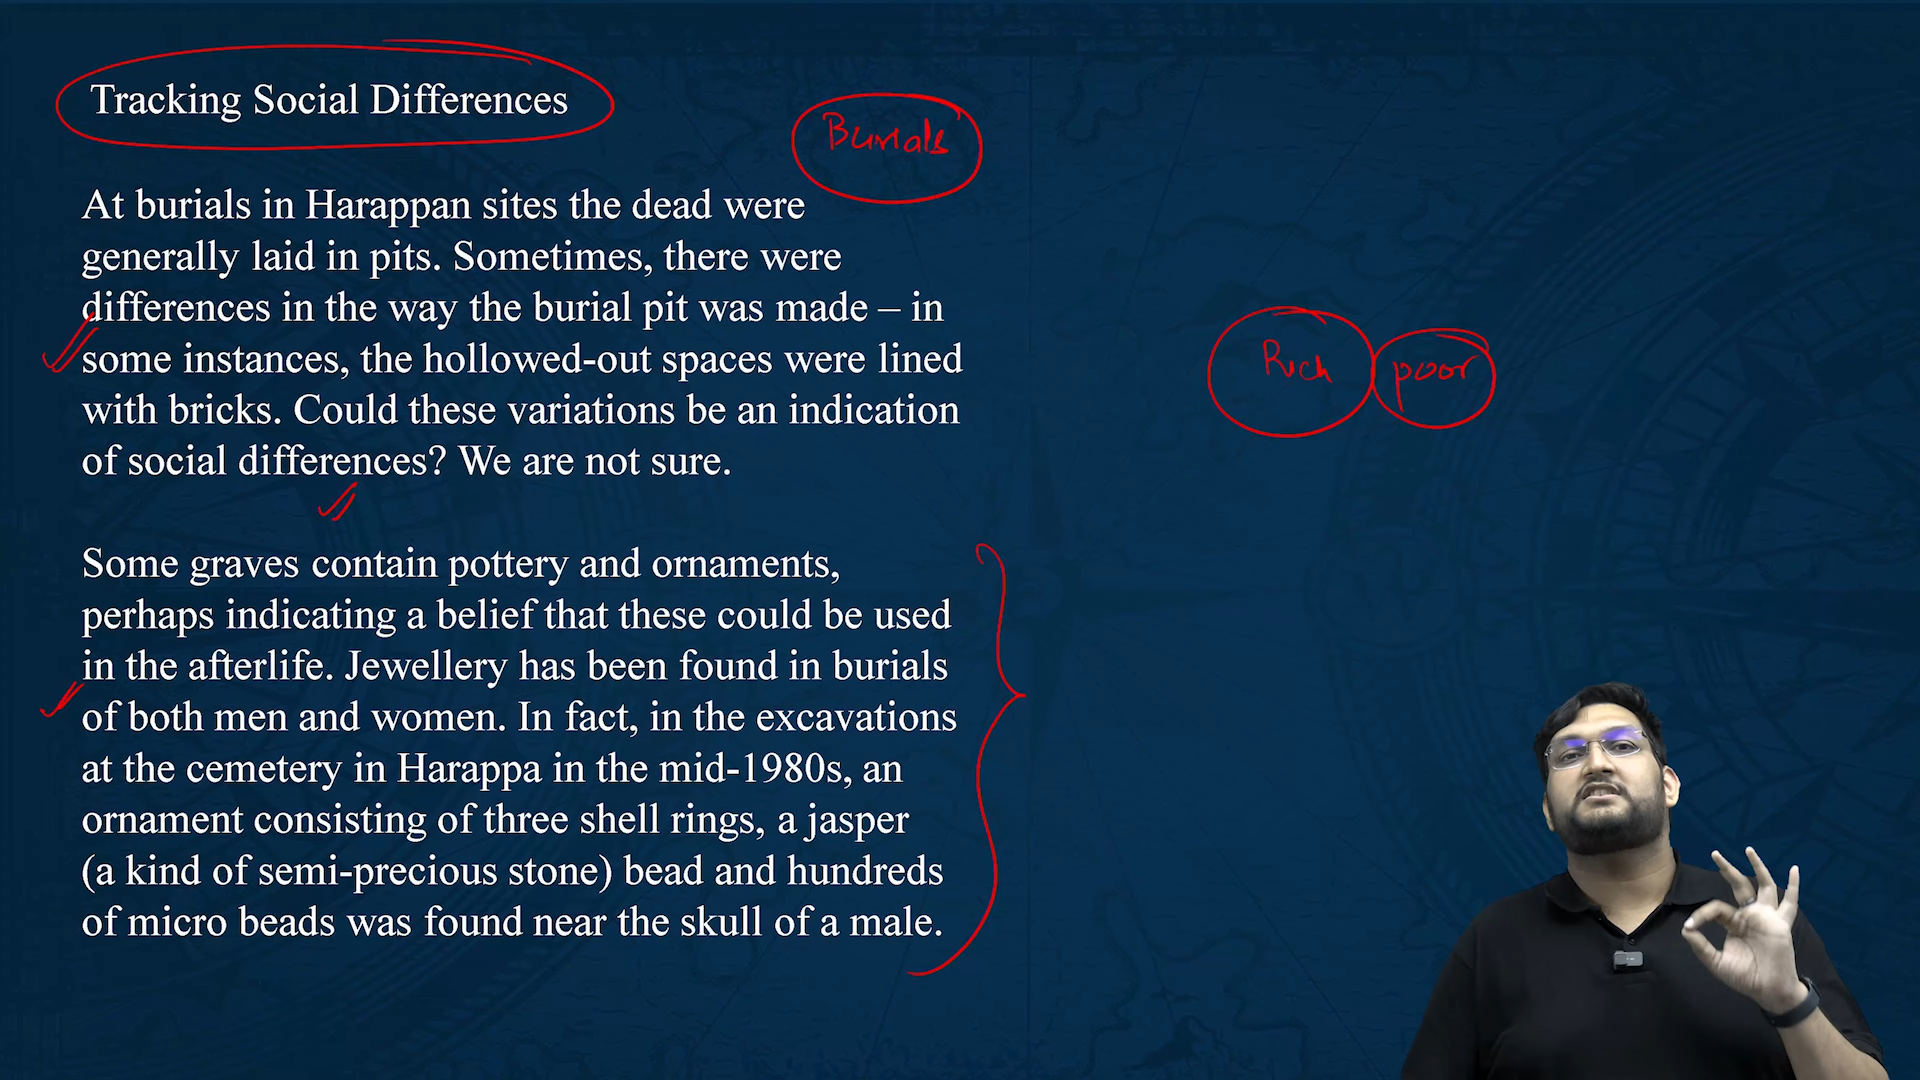 Tracking Social Differences
Burials
At burials in Harappan sites the dead were
generally laid in pits. Sometimes, there were
differences in the way the burial pit was made – in
some instances, the hollowed-out spaces were lined
with bricks. Could these variations be an indication
of social differences? We are not sure.
Rich poor
Some graves contain pottery and ornaments,
perhaps indicating a belief that these could be used
in the afterlife. Jewellery has been found in burials
of both men and women. In fact, in the excavations
at the cemetery in Harappa in the mid-1980s, an
ornament consisting of three shell rings, a jasper
(a kind of semi-precious stone) bead and hundreds
of micro beads was found near the skull of a male.